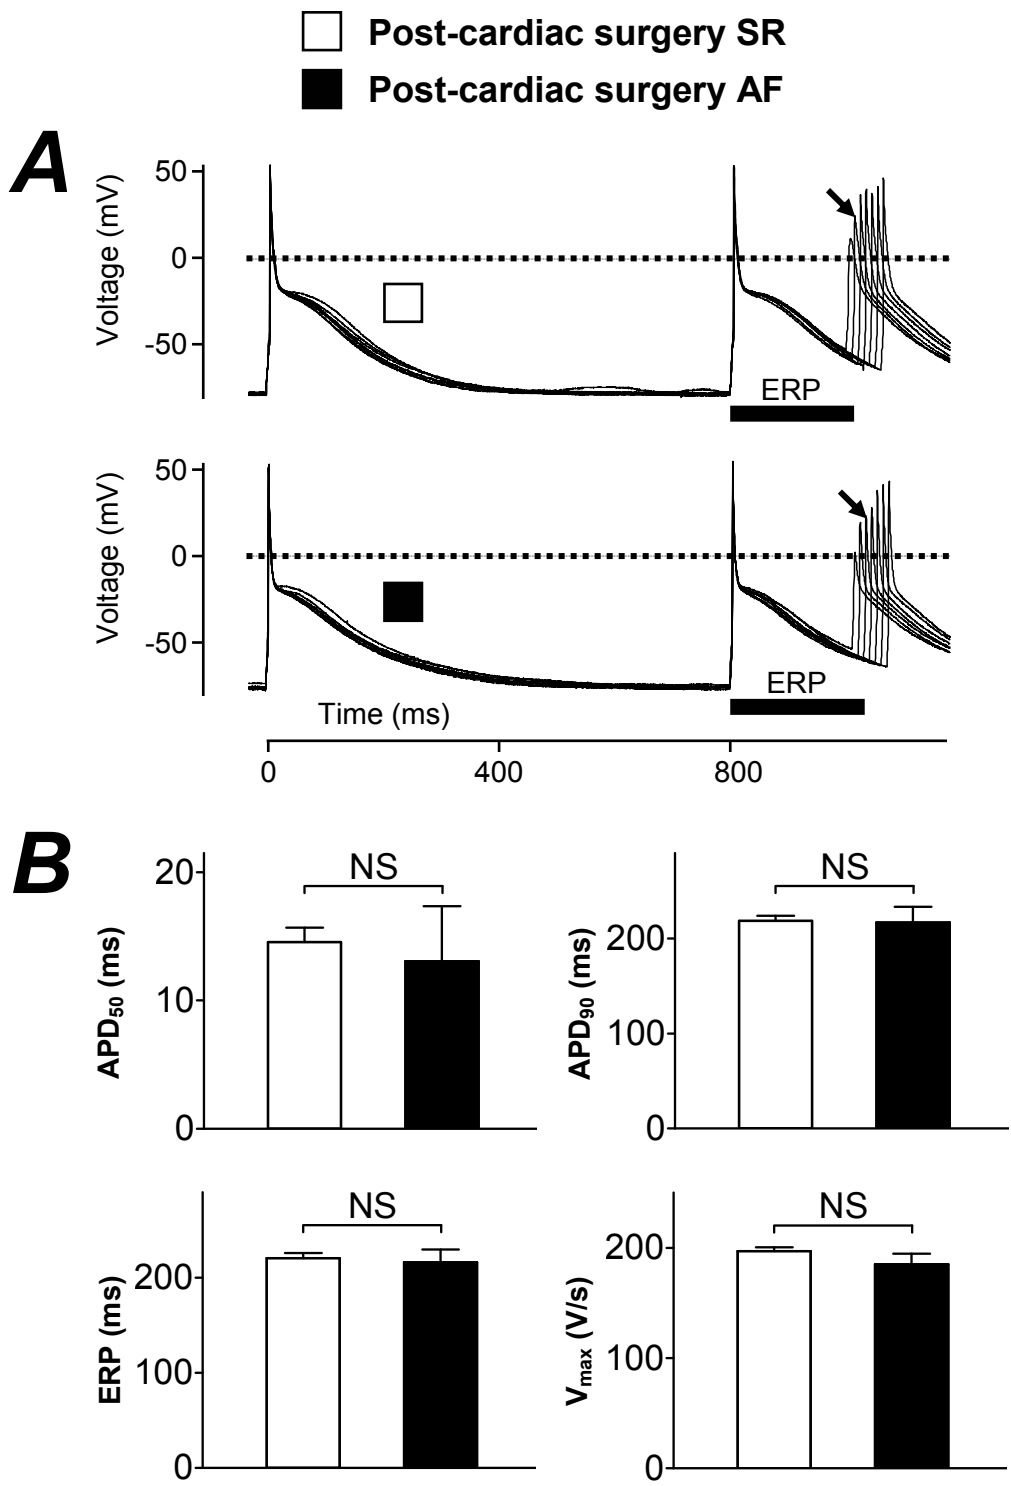 Post-cardiac surgery SR
Post-cardiac surgery AF
A
Voltage (mV)
50
0
-50
ERP
Voltage (mV)
50
0
-50
ERP
Time (ms)
0 400 800
B
APD50 (ms)
20
10
0
NS
APD90 (ms)
200
100
0
NS
ERP (ms)
200
100
0
NS
Vmax (V/s)
200
100
0
NS